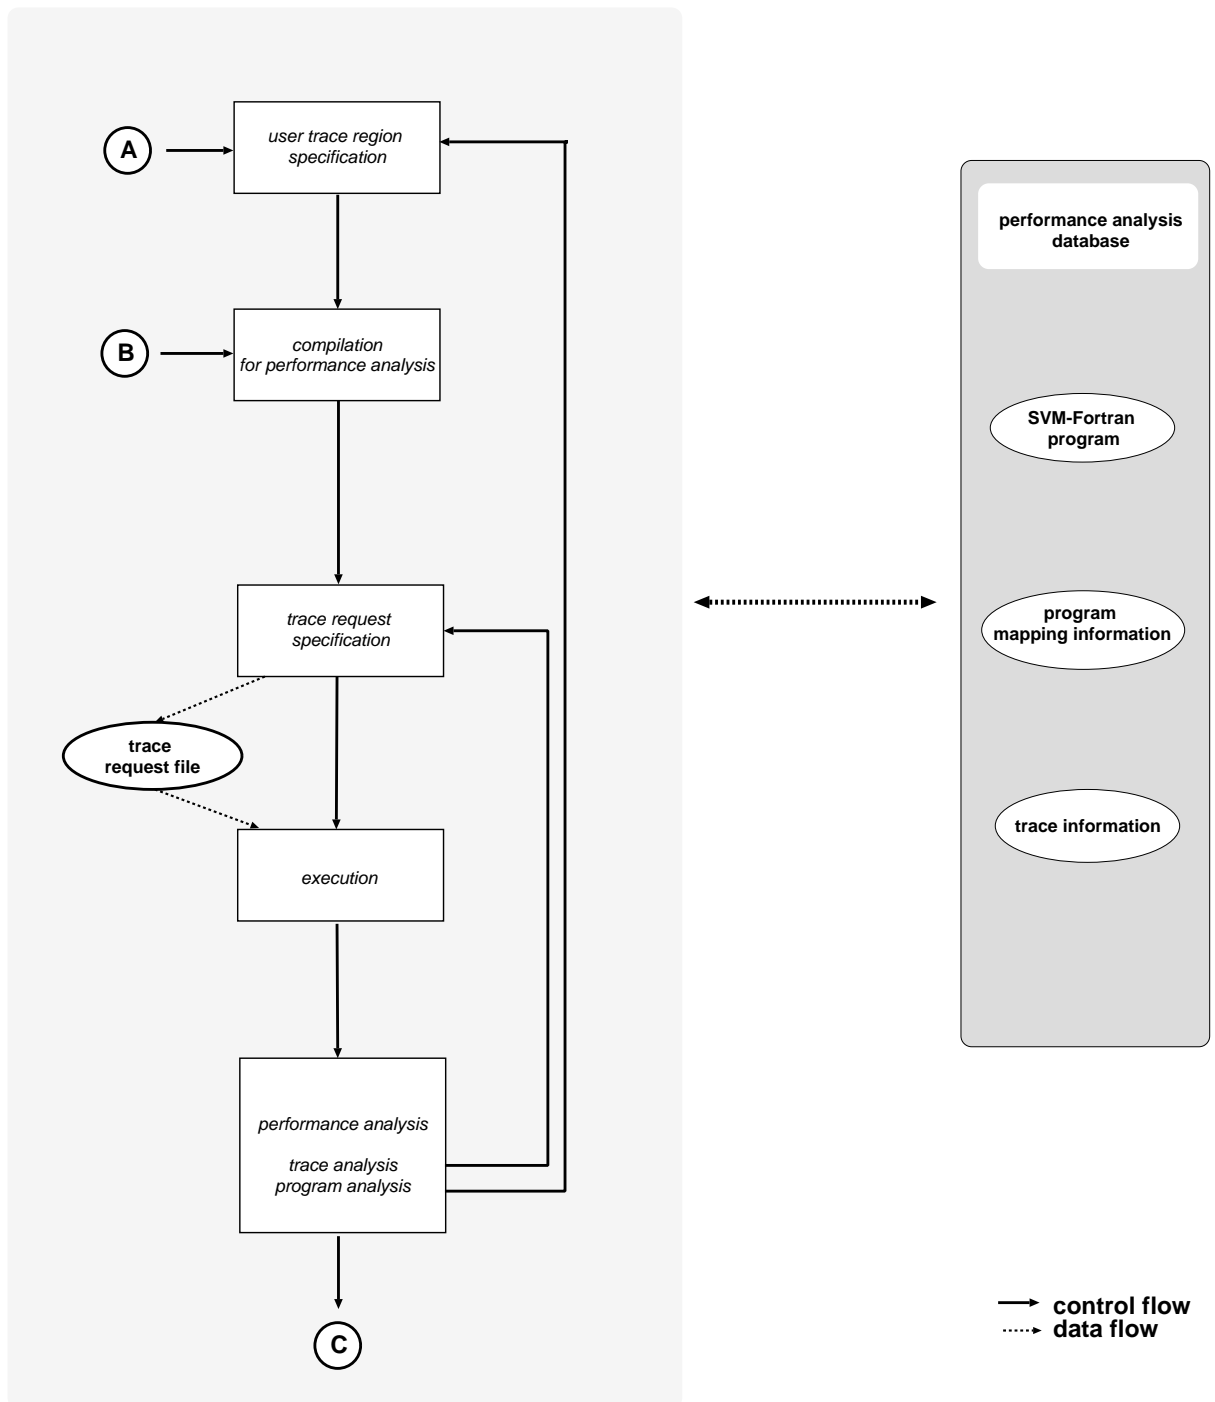 A
user trace region
specification
B
compilation
for performance analysis
trace request
specification
trace
request file
execution
performance analysis
trace analysis
program analysis
C
performance analysis
database
SVM-Fortran
program
program
mapping information
trace information
control flow
data flow